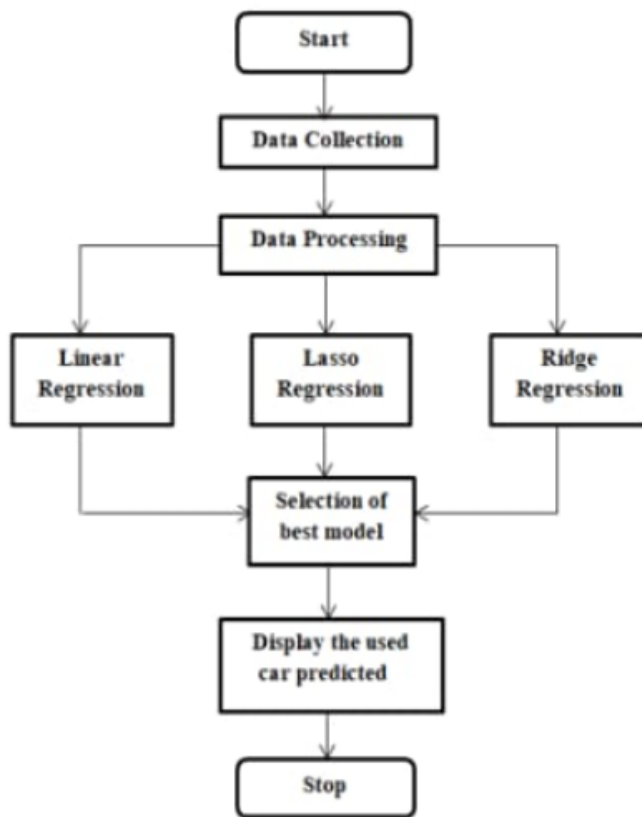 Start
Data Collection
Data Processing
Linear
Regression
Lasso
Regression
Ridge
Regression
Selection of
best model
Display the used
car predicted
Stop